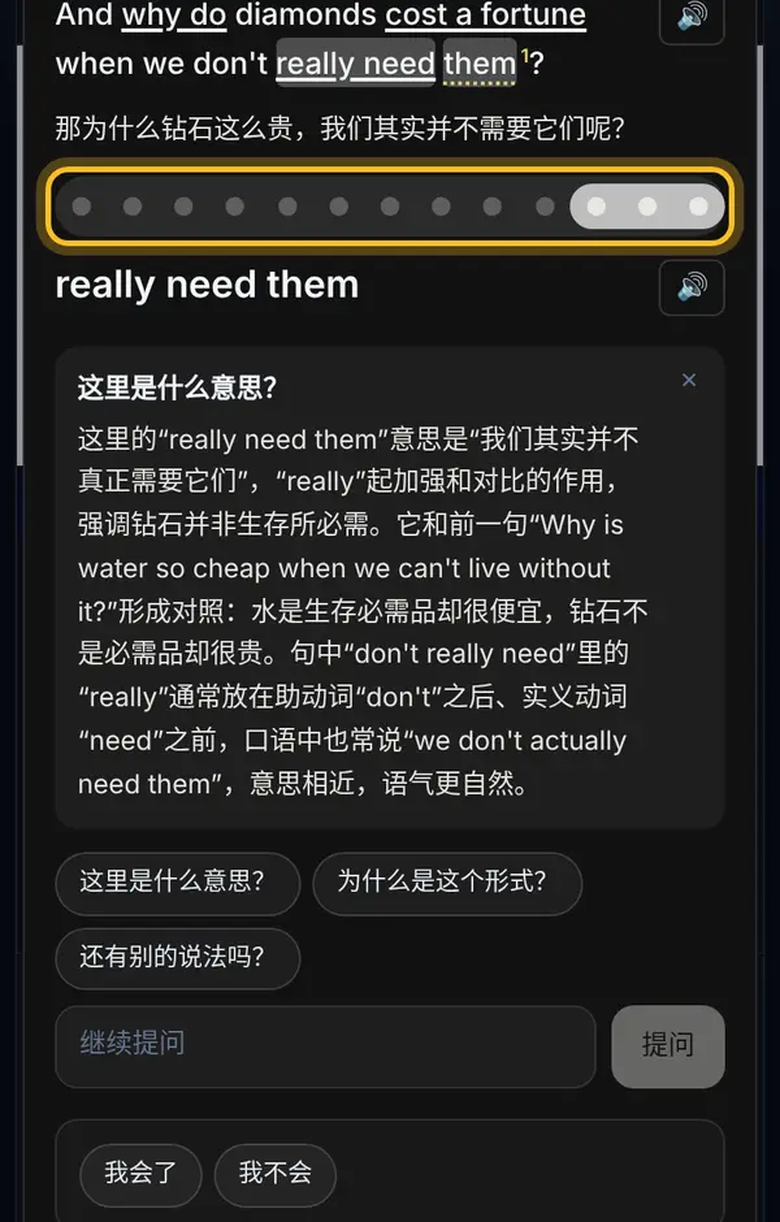 And why do diamonds cost a fortune
when we don't really need them¹?
那为什么钻石这么贵，我们其实并不需要它们呢？
really need them
这里是什么意思？
×
这里的“really need them”意思是“我们其实并不
真正需要它们”，“really”起加强和对比的作用，
强调钻石并非生存所必需。它和前一句“Why is
water so cheap when we can't live without
it?”形成对照：水是生存必需品却很便宜，钻石不
是必需品却很贵。句中“don't really need”里的
“really”通常放在助动词“don't”之后、实义动词
“need”之前，口语中也常说“we don't actually
need them”，意思相近，语气更自然。
这里是什么意思？ 为什么是这个形式？
还有别的说法吗？
继续提问 提问
我会了 我不会